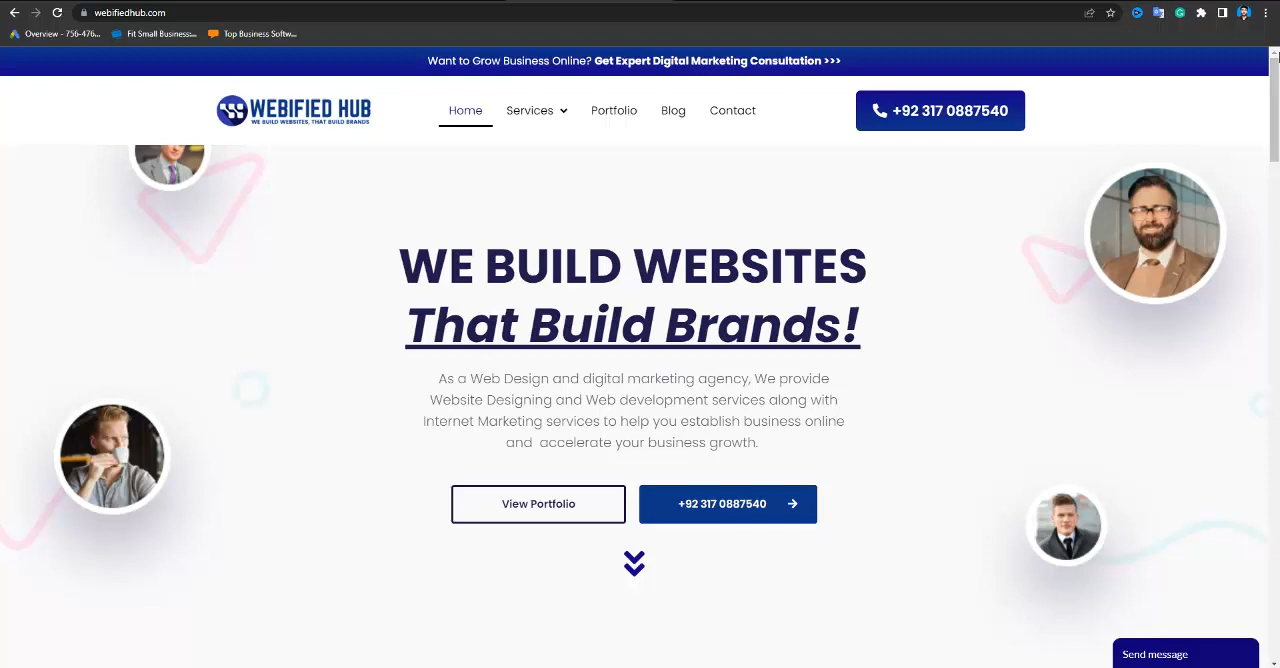 webifiedhub.com
Overview - 756-476...
Fit Small Business:...
Top Business Softw...
Want to Grow Business Online? Get Expert Digital Marketing Consultation >>>
WEBIFIED HUB
WE BUILD WEBSITES, THAT BUILD BRANDS
Home
Services
Portfolio
Blog
Contact
+92 317 0887540
WE BUILD WEBSITES
That Build Brands!
As a Web Design and digital marketing agency, We provide
Website Designing and Web development services along with
Internet Marketing services to help you establish business online
and accelerate your business growth.
View Portfolio
+92 317 0887540
Send message